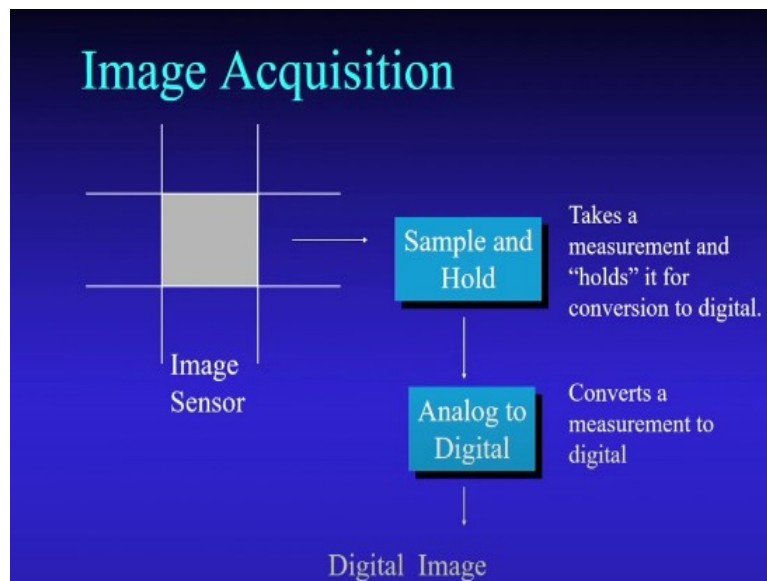 Image Acquisition
Image
Sensor
Sample and
Hold
Takes a
measurement and
“holds” it for
conversion to digital.
Analog to
Digital
Converts a
measurement to
digital
Digital Image